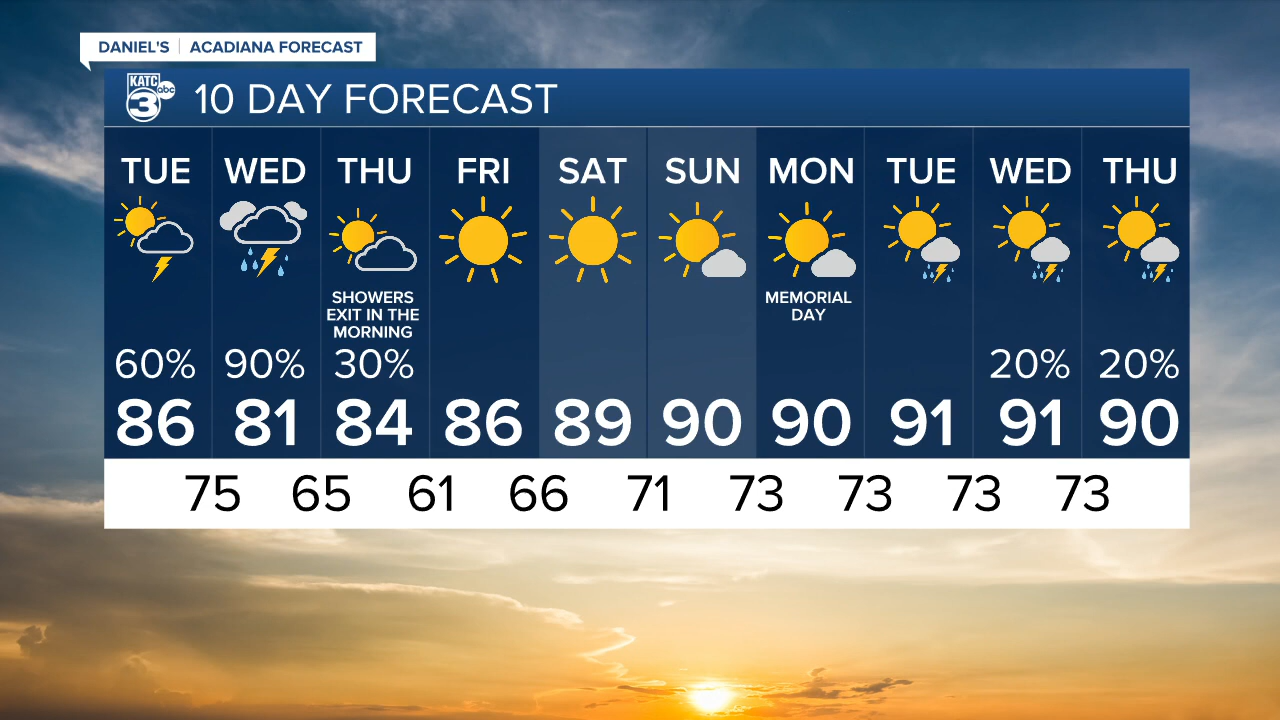 DANIEL'S | ACADIANA FORECAST
KATC
abc
3
10 DAY FORECAST
TUE WED THU FRI SAT SUN MON TUE WED THU
SHOWERS
EXIT IN THE
MORNING
MEMORIAL
DAY
60% 90% 30% 20% 20%
86 81 84 86 89 90 90 91 91 90
75 65 61 66 71 73 73 73 73